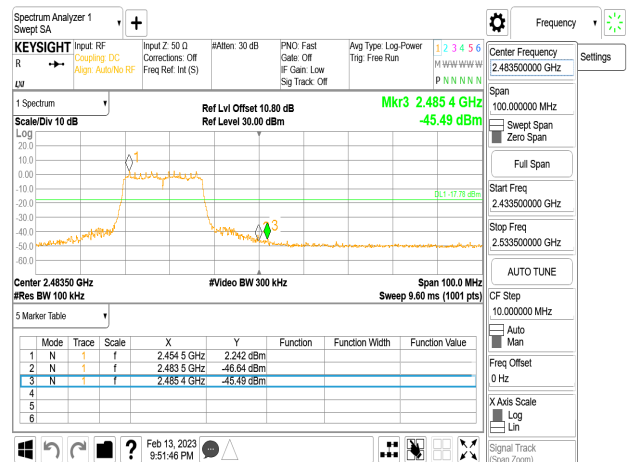 Spectrum Analyzer 1
Swept SA
Frequency
KEYSIGHT
R
Input: RF
Coupling: DC
Align: Auto/No RF
Input Z: 50 Ω
Corrections: Off
Freq Ref: Int (S)
#Atten: 30 dB
PNO: Fast
Gate: Off
IF Gain: Low
Sig Track: Off
Avg Type: Log-Power
Trig: Free Run
1 2 3 4 5 6
M W W W W W
P N N N N N
LXI
1 Spectrum
Scale/Div 10 dB
Ref Lvl Offset 10.80 dB
Ref Level 30.00 dBm
Mkr3 2.485 4 GHz
-45.49 dBm
Log
20.0
10.0
0.00
-10.0
-20.0
-30.0
-40.0
-50.0
-60.0
1
3
DL1 -17.76 dBm
Center 2.48350 GHz
#Res BW 100 kHz
#Video BW 300 kHz
Span 100.0 MHz
Sweep 9.60 ms (1001 pts)
5 Marker Table
Mode Trace Scale X Y Function Function Width Function Value
1 N 1 f 2.454 5 GHz 2.242 dBm
2 N 1 f 2.483 5 GHz -46.64 dBm
3 N 1 f 2.485 4 GHz -45.49 dBm
4
5
6
?
Feb 13, 2023
9:51:46 PM
Center Frequency
2.483500000 GHz
Settings
Span
100.000000 MHz
Swept Span
Zero Span
Full Span
Start Freq
2.433500000 GHz
Stop Freq
2.533500000 GHz
AUTO TUNE
CF Step
10.000000 MHz
Auto
Man
Freq Offset
0 Hz
X Axis Scale
Log
Lin
Signal Track
(Span Zoom)